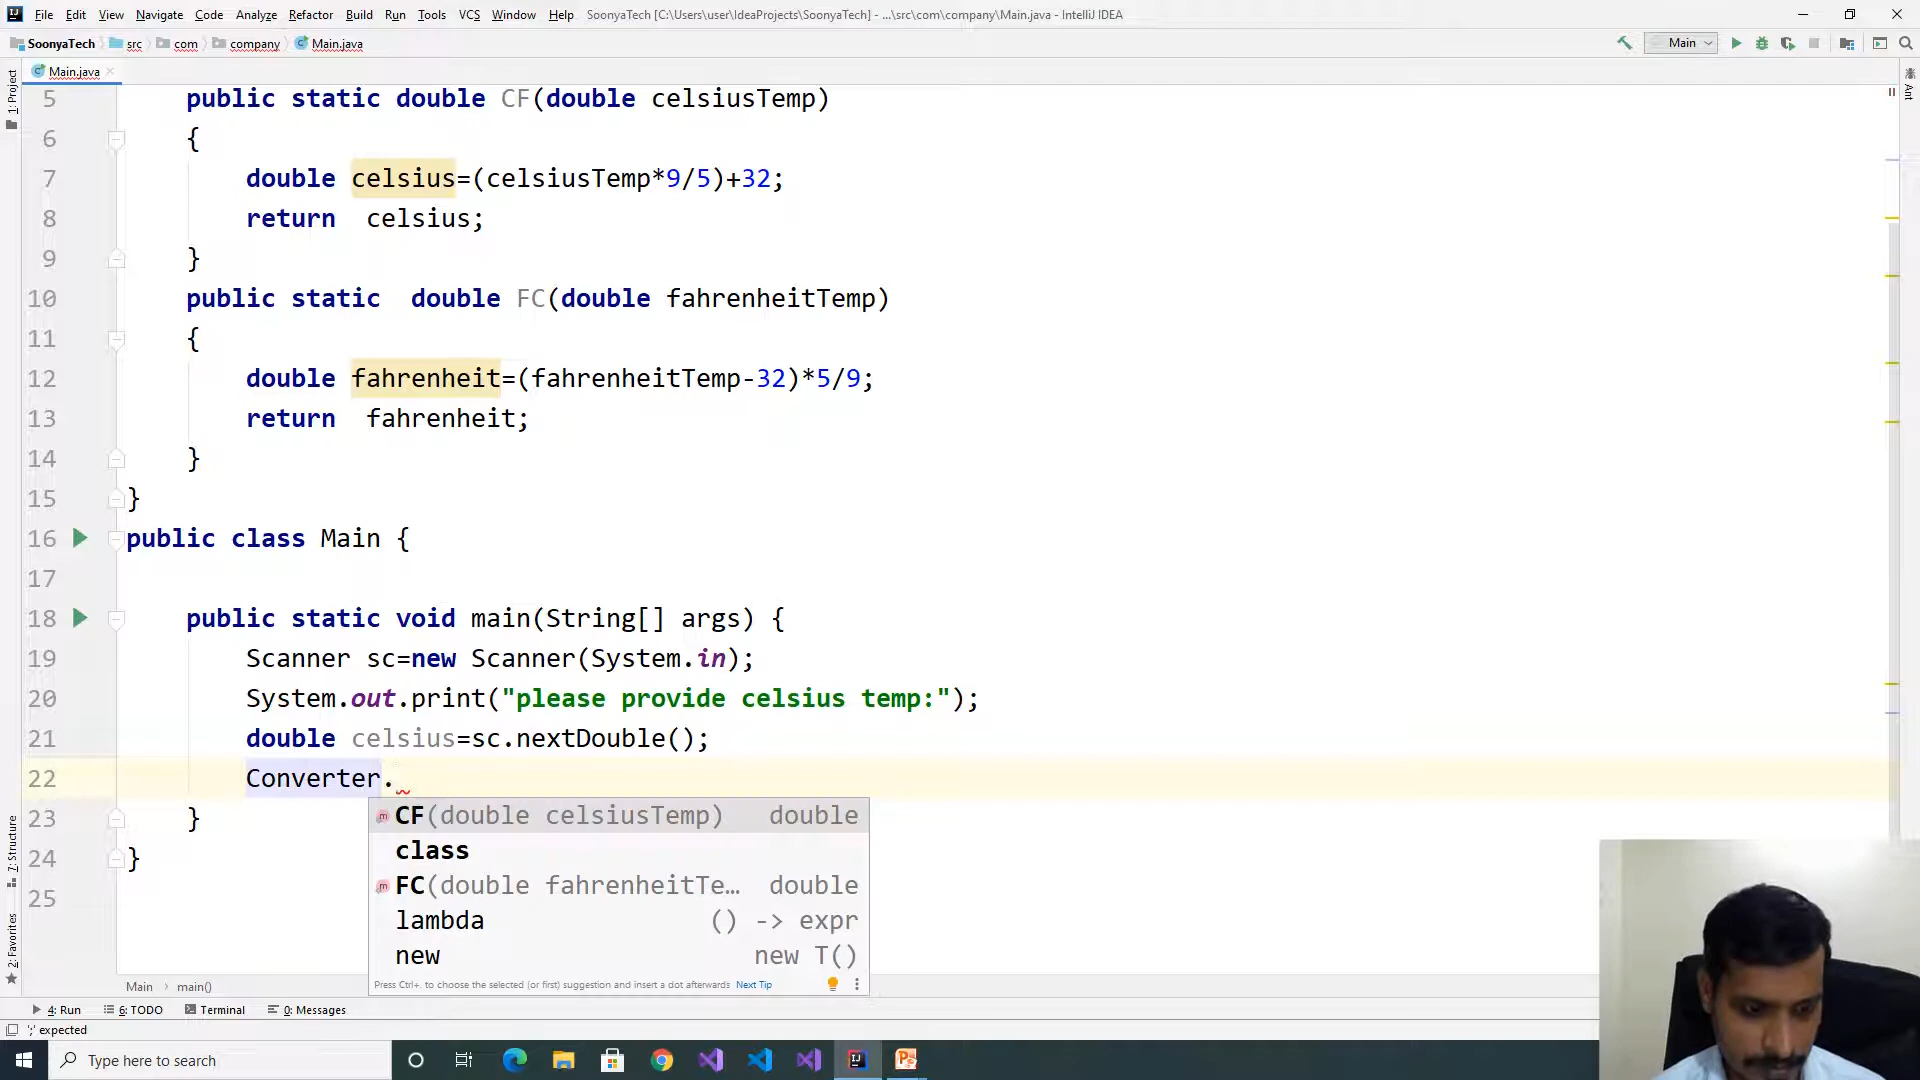 File Edit View Navigate Code Analyze Refactor Build Run Tools VCS Window Help SoonyaTech [C:\Users\user\IdeaProjects\SoonyaTech] - ...\src\com\company\Main.java - IntelliJ IDEA
SoonyaTech src com company Main.java Main
Main.java
1: Project
Ant
5 public static double CF(double celsiusTemp)
6 {
7 double celsius=(celsiusTemp*9/5)+32;
8 return  celsius;
9 }
10 public static  double FC(double fahrenheitTemp)
11 {
12 double fahrenheit=(fahrenheitTemp-32)*5/9;
13 return  fahrenheit;
14 }
15 }
16 public class Main {
17
18 public static void main(String[] args) {
19 Scanner sc=new Scanner(System.in);
20 System.out.print("please provide celsius temp:");
21 double celsius=sc.nextDouble();
22 Converter.
23 }
24 }
25
CF(double celsiusTemp) double
class
FC(double fahrenheitTe… double
lambda () -> expr
new new T()
Press Ctrl+. to choose the selected (or first) suggestion and insert a dot afterwards Next Tip
7: Structure
2: Favorites
Main main()
4: Run 6: TODO Terminal 0: Messages
';' expected
Type here to search